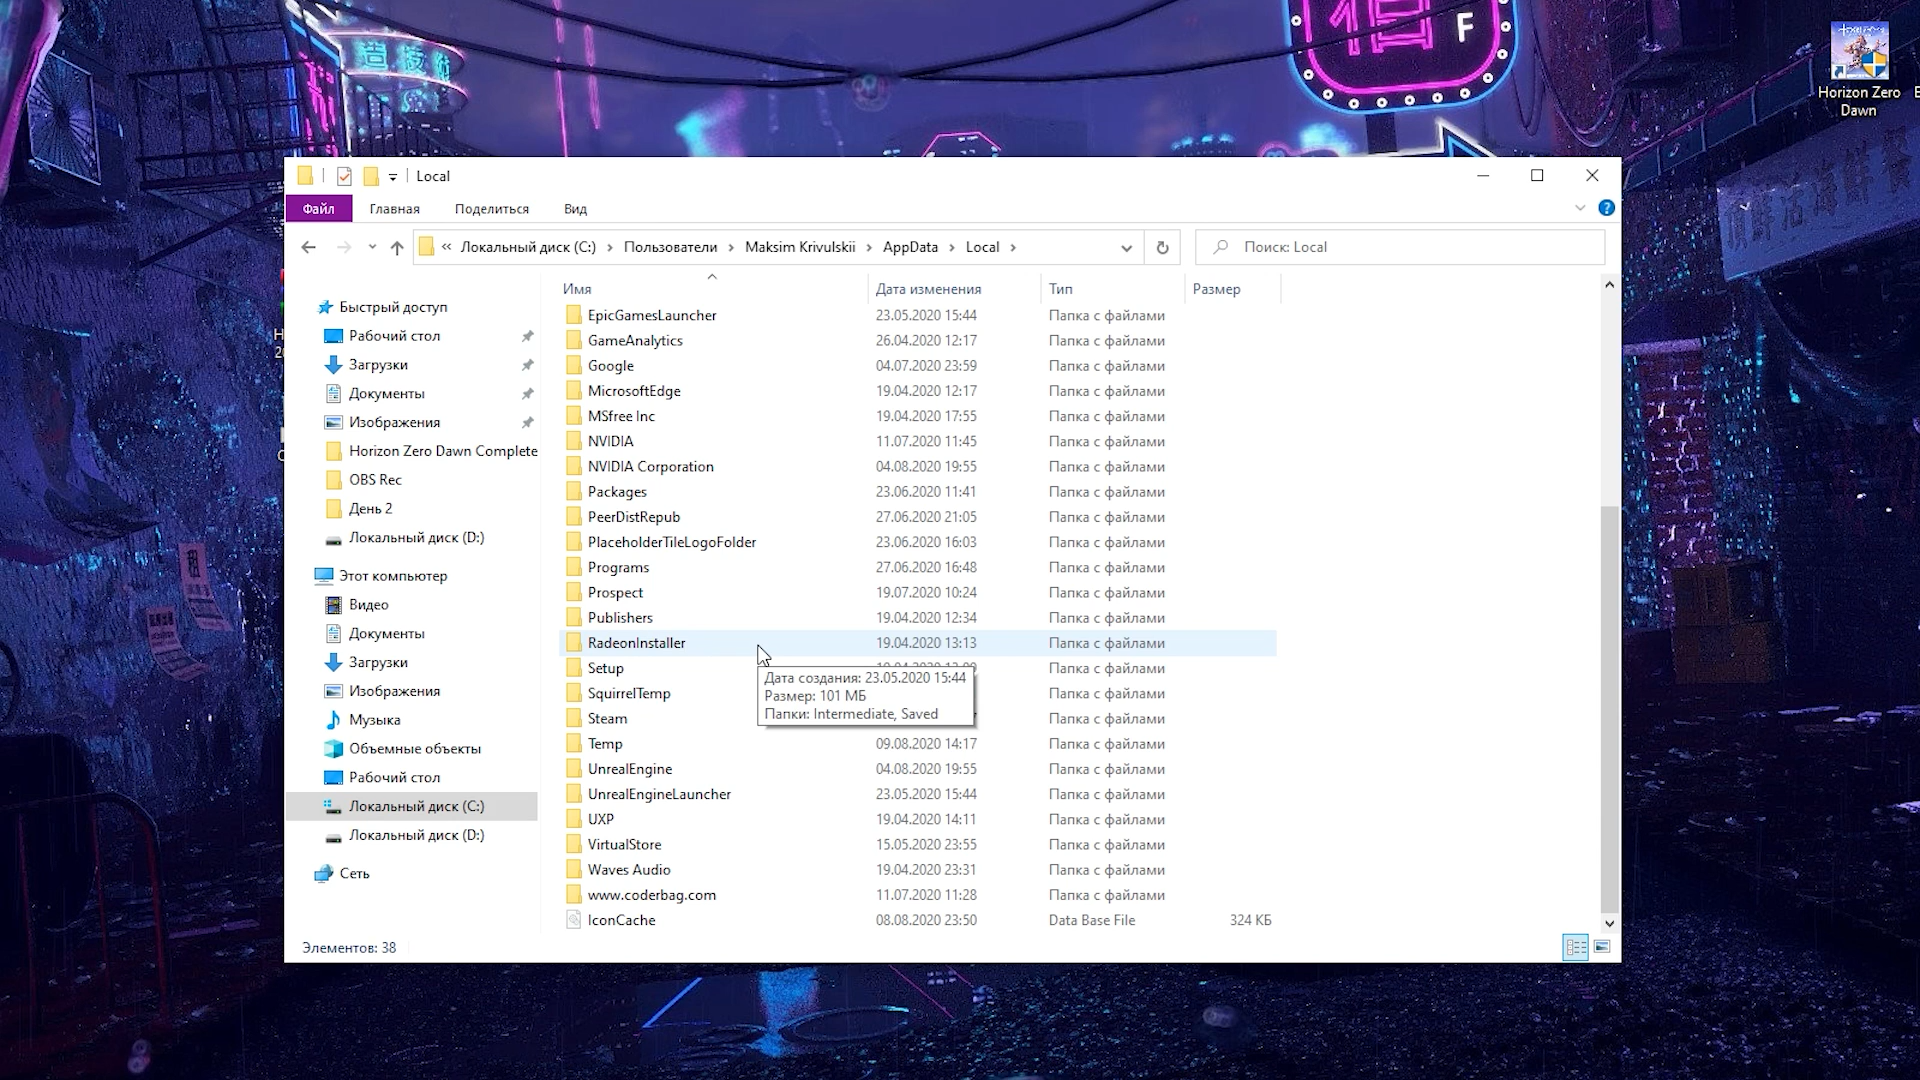 信 F
Horizon Zero
Dawn
Local
Файл Главная Поделиться Вид
« Локальный диск (C:) › Пользователи › Maksim Krivulskii › AppData › Local ›
Поиск: Local
Быстрый доступ
Рабочий стол
Загрузки
Документы
Изображения
Horizon Zero Dawn Complete
OBS Rec
День 2
Локальный диск (D:)
Этот компьютер
Видео
Документы
Загрузки
Изображения
Музыка
Объемные объекты
Рабочий стол
Локальный диск (C:)
Локальный диск (D:)
Сеть
Имя Дата изменения Тип Размер
EpicGamesLauncher 23.05.2020 15:44 Папка с файлами
GameAnalytics 26.04.2020 12:17 Папка с файлами
Google 04.07.2020 23:59 Папка с файлами
MicrosoftEdge 19.04.2020 12:17 Папка с файлами
MSfree Inc 19.04.2020 17:55 Папка с файлами
NVIDIA 11.07.2020 11:45 Папка с файлами
NVIDIA Corporation 04.08.2020 19:55 Папка с файлами
Packages 23.06.2020 11:41 Папка с файлами
PeerDistRepub 27.06.2020 21:05 Папка с файлами
PlaceholderTileLogoFolder 23.06.2020 16:03 Папка с файлами
Programs 27.06.2020 16:48 Папка с файлами
Prospect 19.07.2020 10:24 Папка с файлами
Publishers 19.04.2020 12:34 Папка с файлами
RadeonInstaller 19.04.2020 13:13 Папка с файлами
Setup Папка с файлами
SquirrelTemp Папка с файлами
Steam Папка с файлами
Temp 09.08.2020 14:17 Папка с файлами
UnrealEngine 04.08.2020 19:55 Папка с файлами
UnrealEngineLauncher 23.05.2020 15:44 Папка с файлами
UXP 19.04.2020 14:11 Папка с файлами
VirtualStore 15.05.2020 23:55 Папка с файлами
Waves Audio 19.04.2020 23:31 Папка с файлами
www.coderbag.com 11.07.2020 11:28 Папка с файлами
IconCache 08.08.2020 23:50 Data Base File 324 КБ
Дата создания: 23.05.2020 15:44
Размер: 101 МБ
Папки: Intermediate, Saved
Элементов: 38